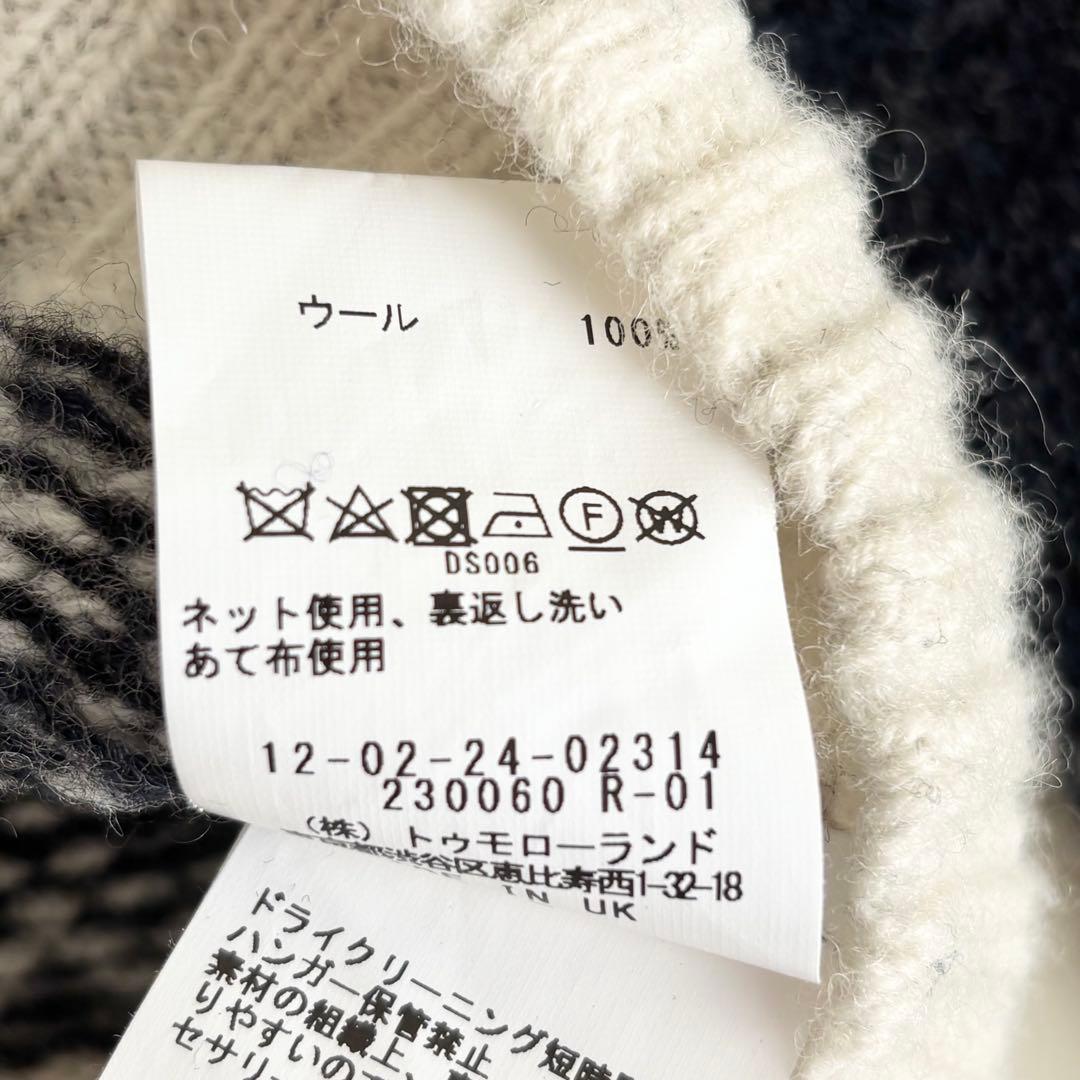 ウール 100%
F W
DS006
ネット使用、裏返し洗い
あて布使用
12-02-24-02314
230060 R-01
(株) トゥモローランド
都渋谷区恵比寿西1-32-18
IN UK
ドライクリーニング短時
ハンガー保管禁止
素材の組織上、
りやすいの
セサリ